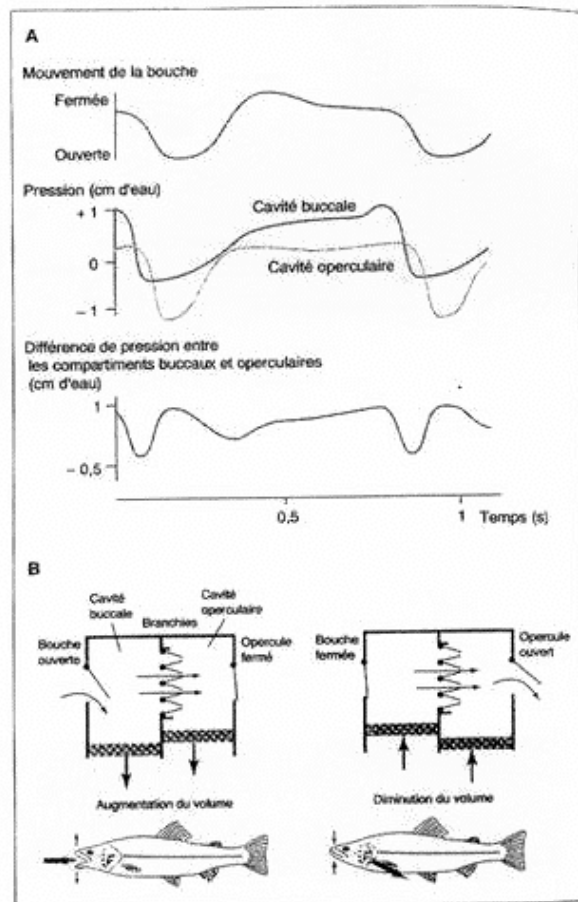 A
Mouvement de la bouche
Fermée
Ouverte
Pression (cm d'eau)
+ 1
Cavité buccale
0
Cavité operculaire
– 1
Différence de pression entre
les compartiments buccaux et operculaires
(cm d'eau)
1
– 0,5
0,5
1
Temps (s)
B
Cavité
buccale
Branchies
Cavité
operculaire
Bouche
ouverte
Opercule
fermé
Bouche
fermée
Opercule
ouvert
Augmentation du volume
Diminution du volume